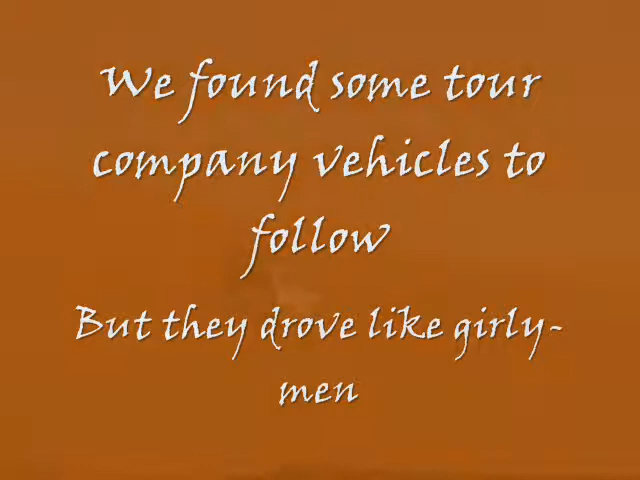 We found some tour
company vehicles to
follow
But they drove like girly-
men